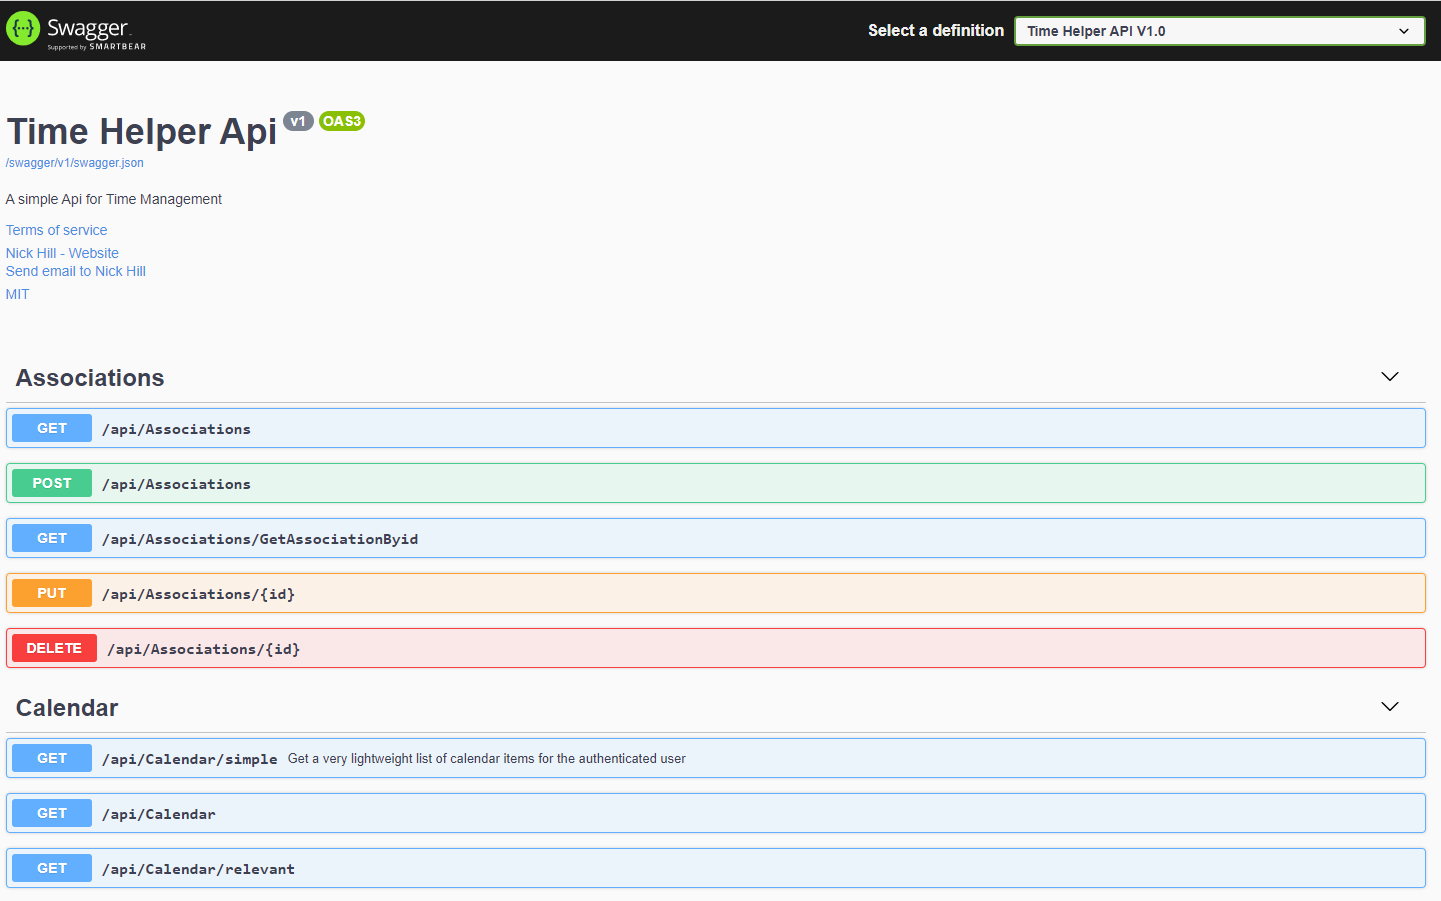 Swagger
Supported by SMARTBEAR
Select a definition
Time Helper API V1.0
Time Helper Api v1 OAS3
/swagger/v1/swagger.json
A simple Api for Time Management
Terms of service
Nick Hill - Website
Send email to Nick Hill
MIT
Associations
GET /api/Associations
POST /api/Associations
GET /api/Associations/GetAssociationByid
PUT /api/Associations/{id}
DELETE /api/Associations/{id}
Calendar
GET /api/Calendar/simple Get a very lightweight list of calendar items for the authenticated user
GET /api/Calendar
GET /api/Calendar/relevant